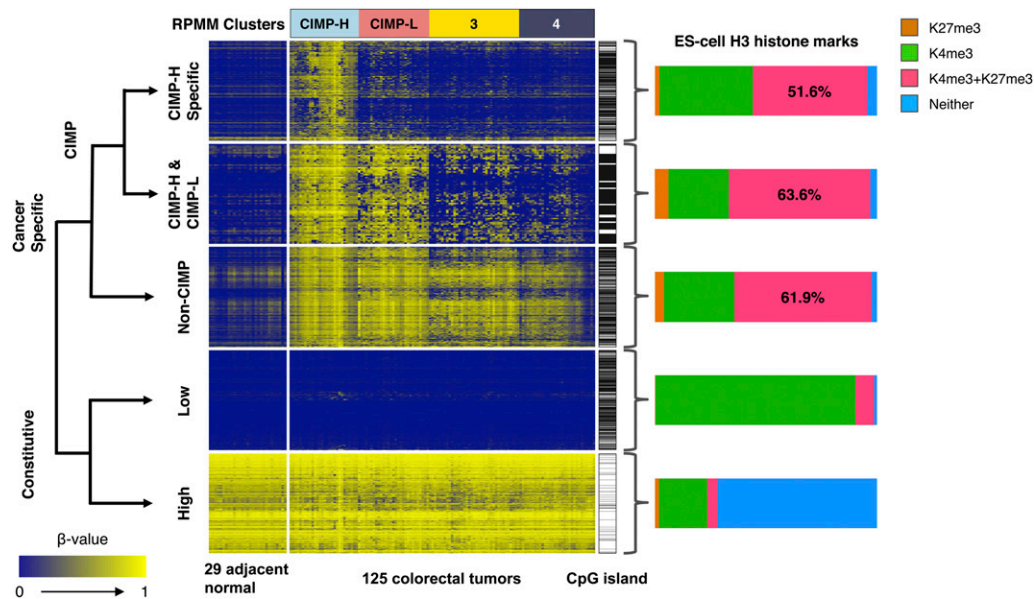 RPMM Clusters CIMP-H CIMP-L 3 4
ES-cell H3 histone marks
K27me3
K4me3
K4me3+K27me3
Neither
Cancer
Specific
Constitutive
CIMP
CIMP-H
Specific
CIMP-H &
CIMP-L
Non-CIMP
Low
High
51.6%
63.6%
61.9%
β-value
0 1
29 adjacent
normal
125 colorectal tumors
CpG island